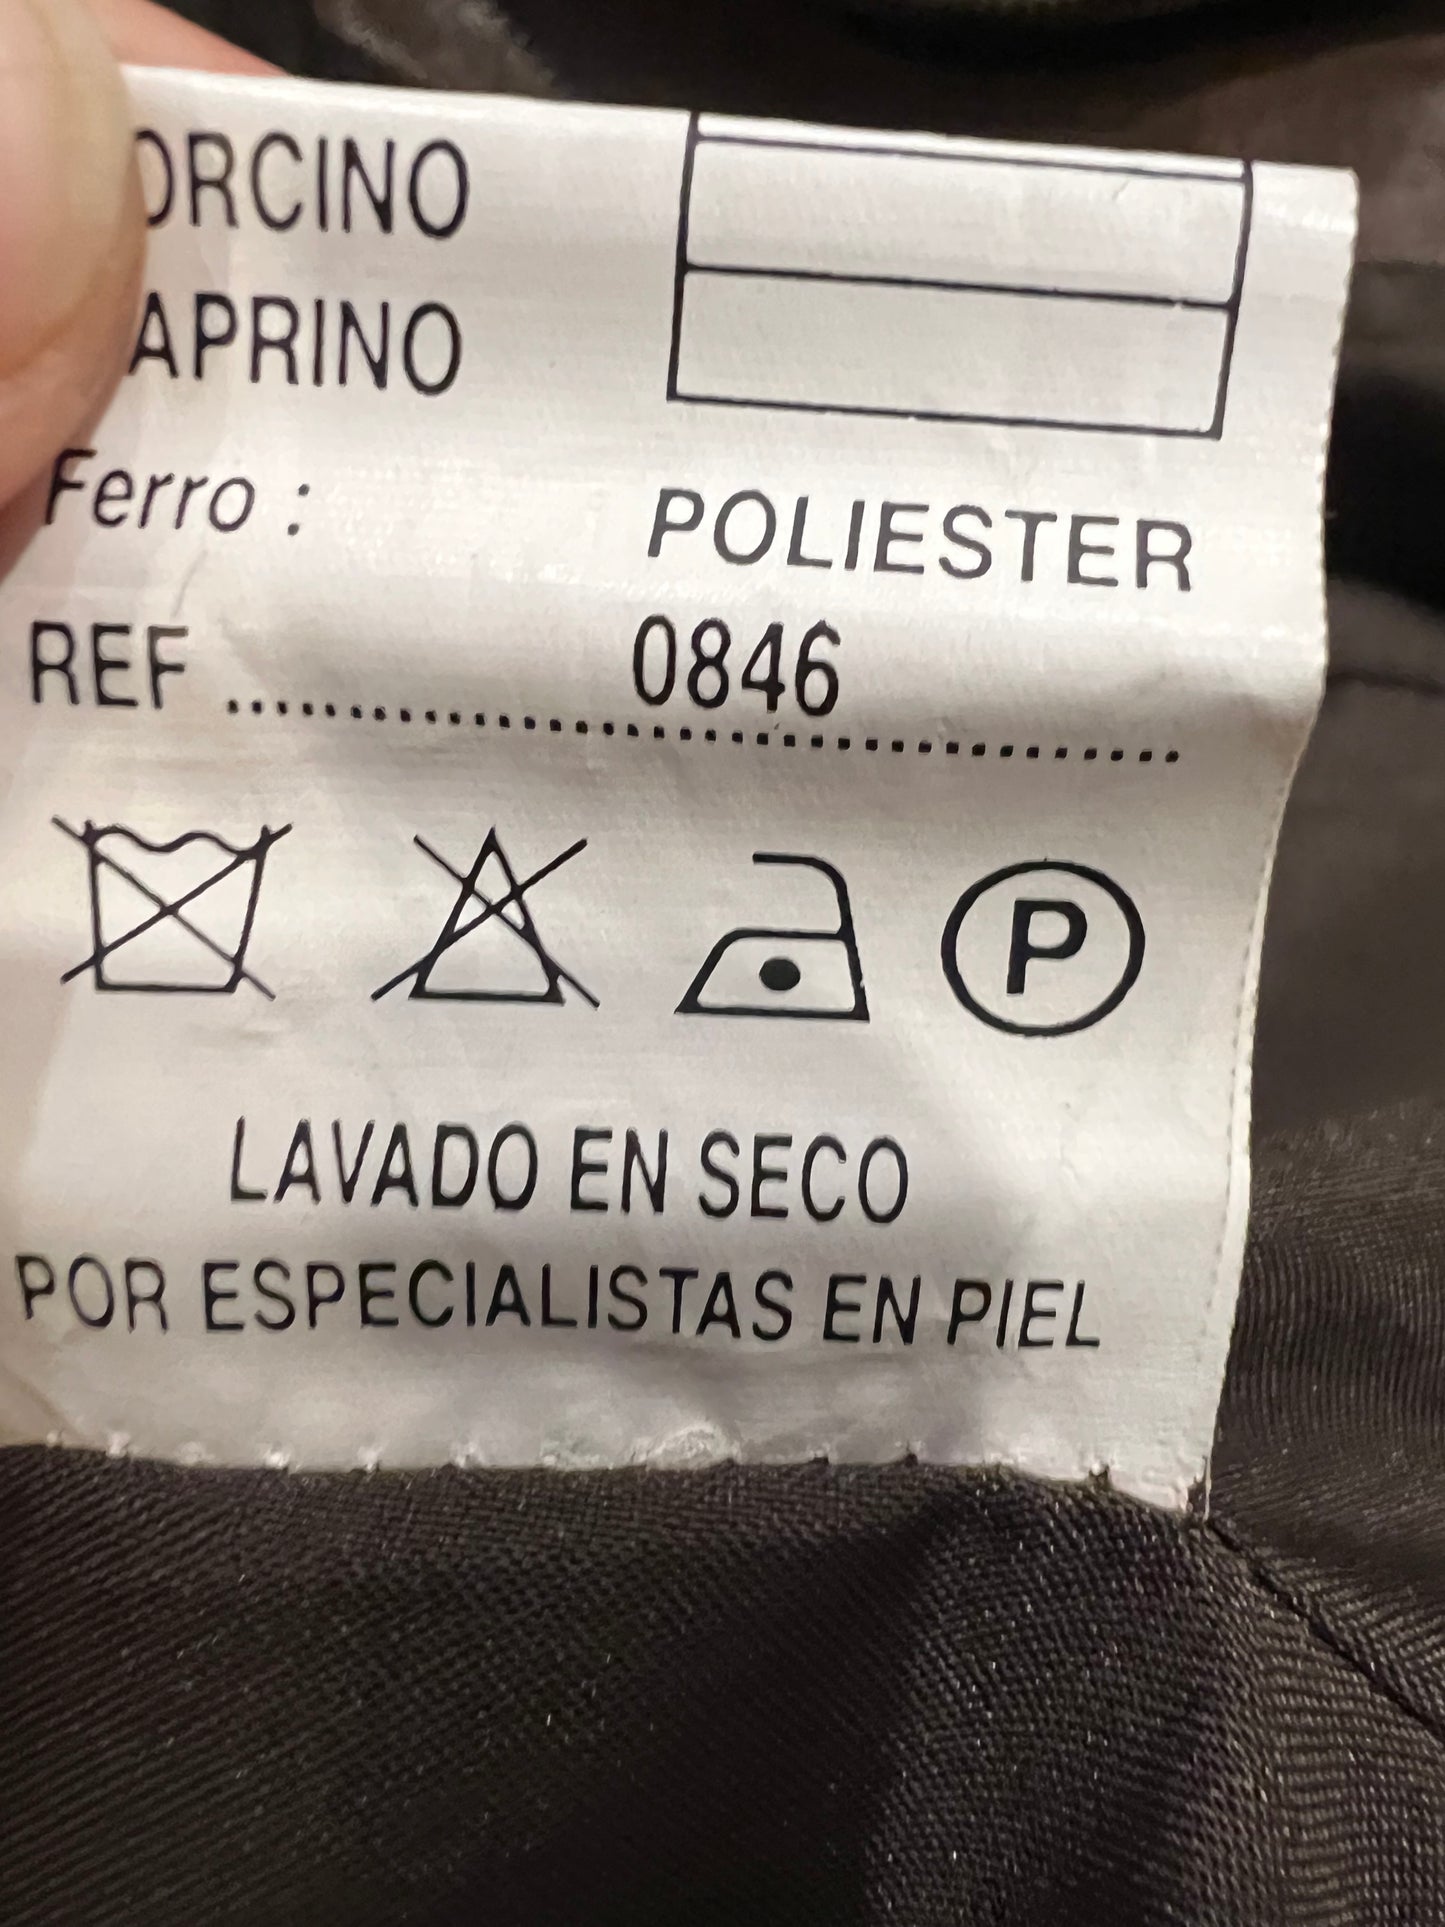 ORCINO
APRINO
Ferro : POLIESTER
REF ........................................ 0846
P
LAVADO EN SECO
POR ESPECIALISTAS EN PIEL